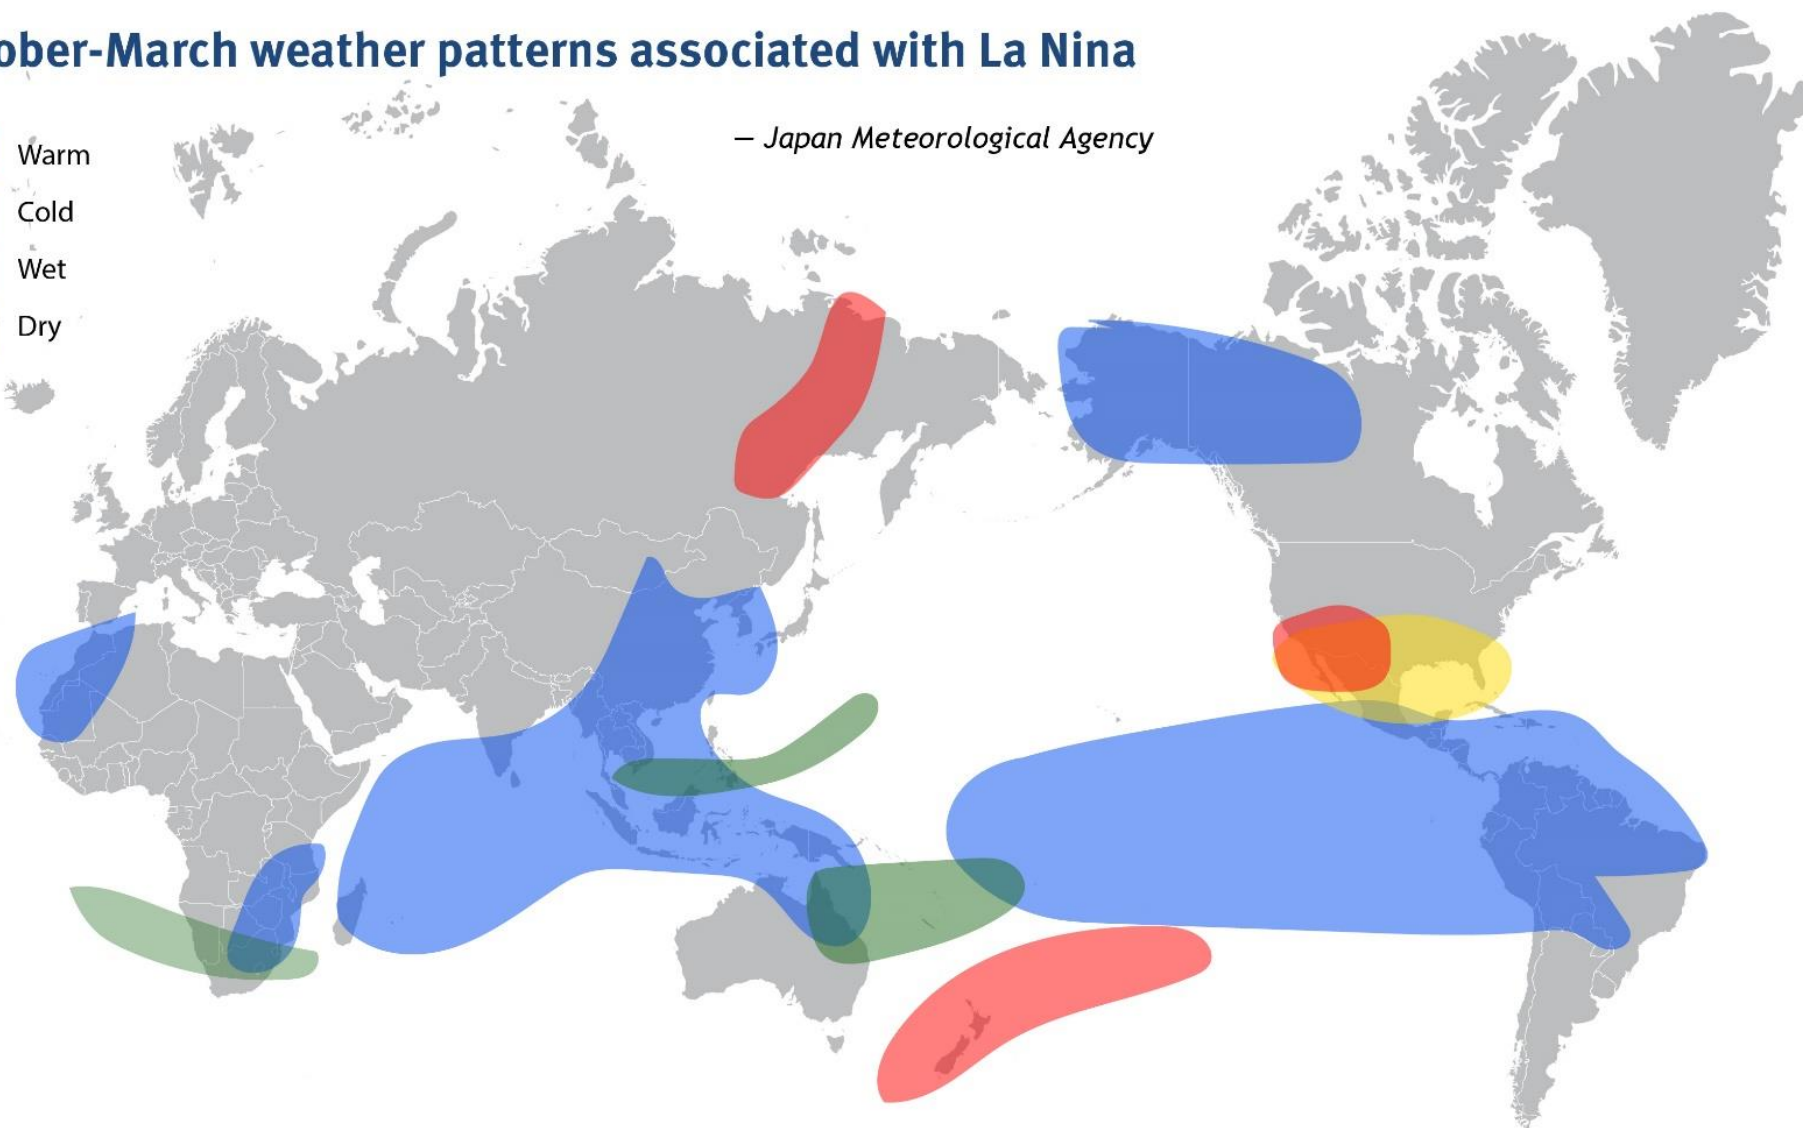 ober-March weather patterns associated with La Nina
— Japan Meteorological Agency
Warm
Cold
Wet
Dry